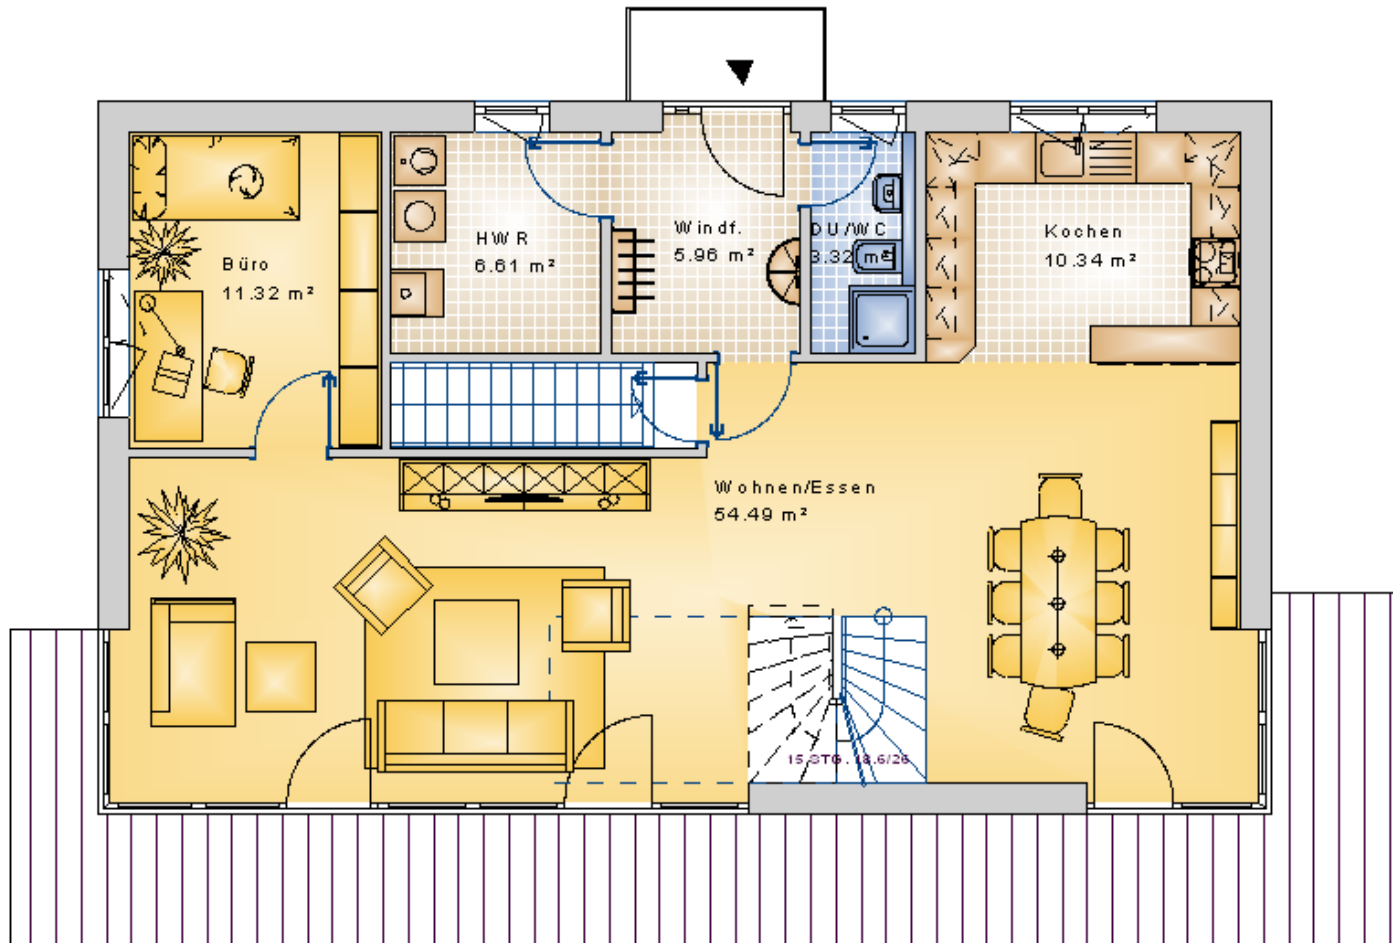 Büro
11.32 m²
HWR
6.61 m²
Windf.
5.96 m²
DU/WC
3.32 m²
Kochen
10.34 m²
Wohnen/Essen
54.49 m²
15 STG. 18.6/26